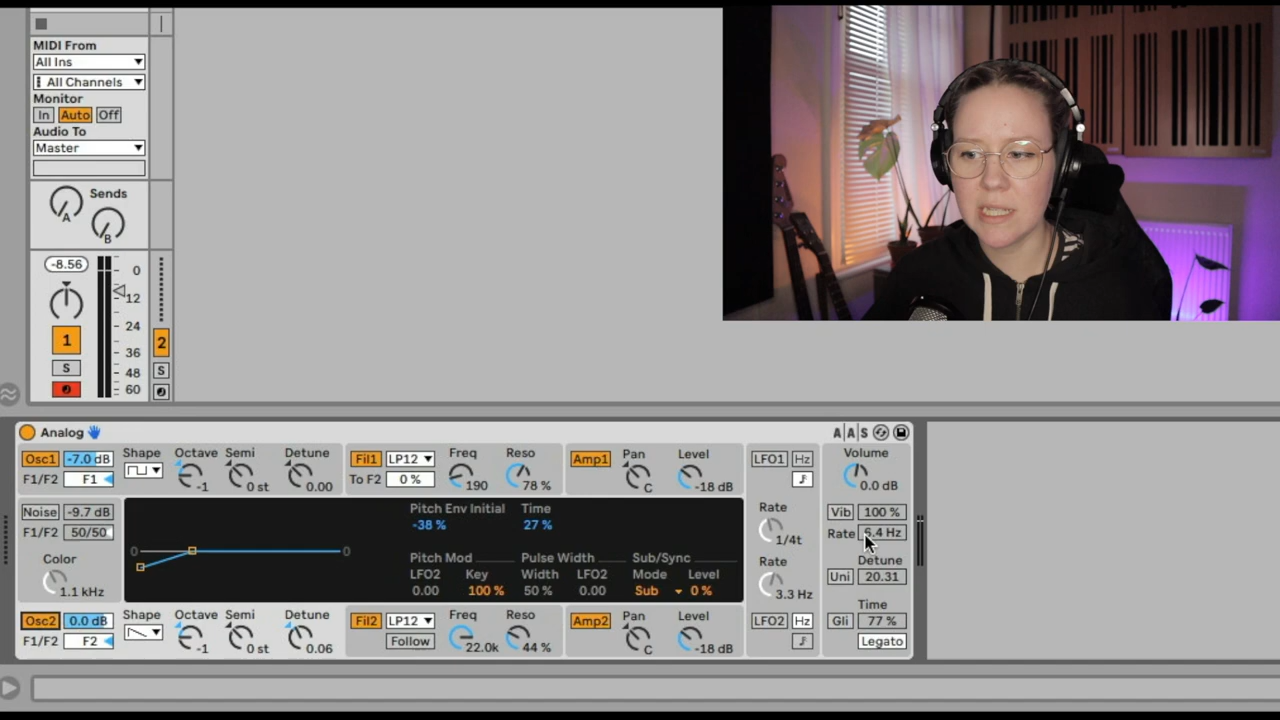 MIDI From
All Ins
All Channels
Monitor
In Auto Off
Audio To
Master
Sends
A
B
-8.56
0
12
24
36
48
60
1
S
2
S
Analog
A|A|S
Osc1 -7.0 dB Shape Octave Semi Detune
F1/F2 F1 -1 0 st 0.00
Fil1 LP12 Freq Reso
To F2 0 % 190 78 %
Amp1 Pan Level
C -18 dB
LFO1 Hz
Volume
0.0 dB
Noise -9.7 dB
F1/F2 50/50
Color
1.1 kHz
0 0
Pitch Env Initial Time
-38 % 27 %
Pitch Mod Pulse Width Sub/Sync
LFO2 Key Width LFO2 Mode Level
0.00 100 % 50 % 0.00 Sub 0 %
Rate
1/4t
Rate
3.3 Hz
Vib 100 %
Rate 6.4 Hz
Detune
Uni 20.31
Osc2 0.0 dB Shape Octave Semi Detune
F1/F2 F2 -1 0 st 0.06
Fil2 LP12 Freq Reso
Follow 22.0k 44 %
Amp2 Pan Level
C -18 dB
LFO2 Hz
Time
Gli 77 %
Legato